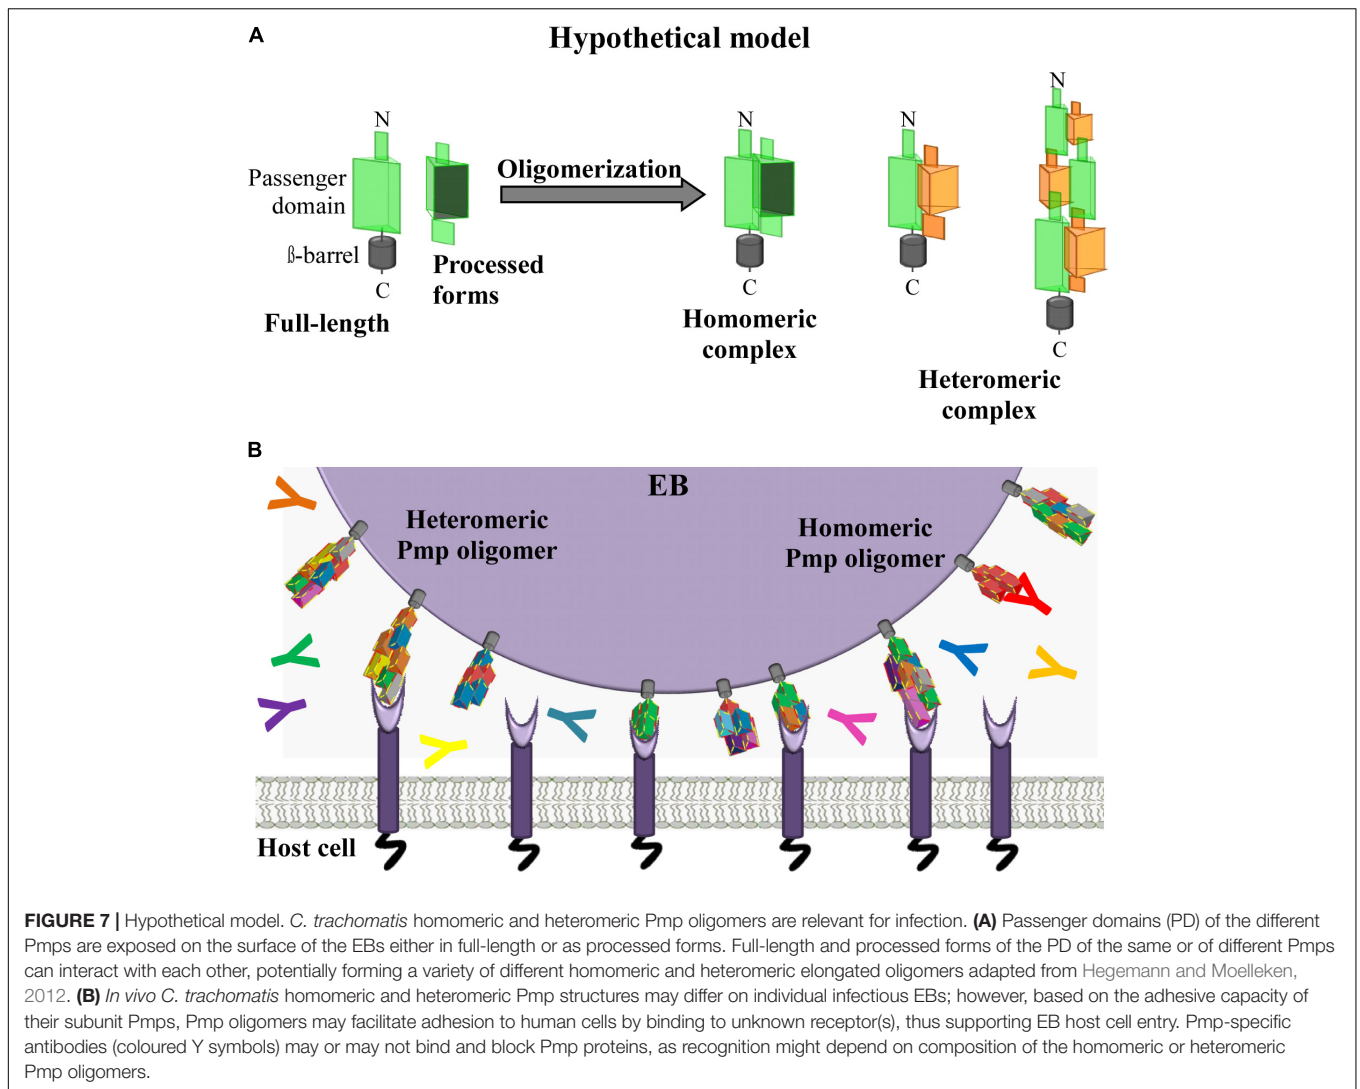 A
Hypothetical model
N
N
N
N
Passenger
domain
Oligomerization
ß-barrel
C
Processed
forms
C
C
C
Full-length
Homomeric
complex
Heteromeric
complex
B
EB
Heteromeric
Pmp oligomer
Homomeric
Pmp oligomer
Host cell
FIGURE 7 | Hypothetical model. C. trachomatis homomeric and heteromeric Pmp oligomers are relevant for infection. (A) Passenger domains (PD) of the different
Pmps are exposed on the surface of the EBs either in full-length or as processed forms. Full-length and processed forms of the PD of the same or of different Pmps
can interact with each other, potentially forming a variety of different homomeric and heteromeric elongated oligomers adapted from Hegemann and Moelleken,
2012. (B) In vivo C. trachomatis homomeric and heteromeric Pmp structures may differ on individual infectious EBs; however, based on the adhesive capacity of
their subunit Pmps, Pmp oligomers may facilitate adhesion to human cells by binding to unknown receptor(s), thus supporting EB host cell entry. Pmp-specific
antibodies (coloured Y symbols) may or may not bind and block Pmp proteins, as recognition might depend on composition of the homomeric or heteromeric
Pmp oligomers.